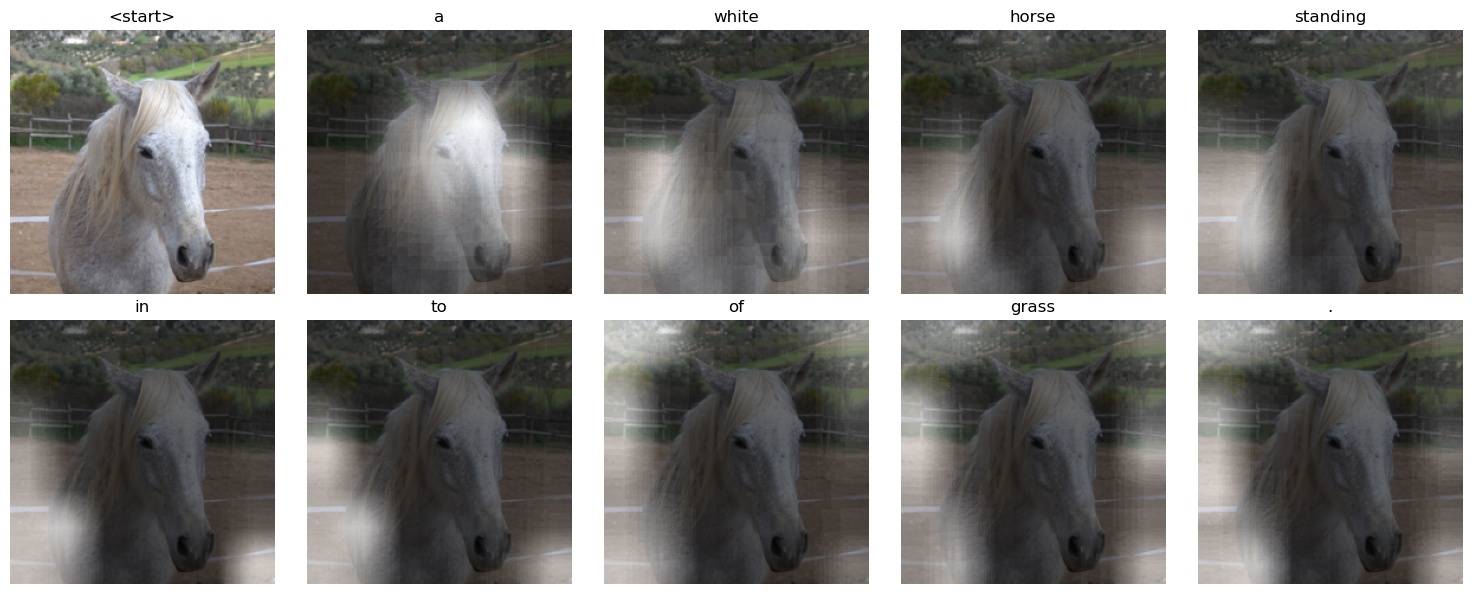 <start> a white horse standing
in to of grass .